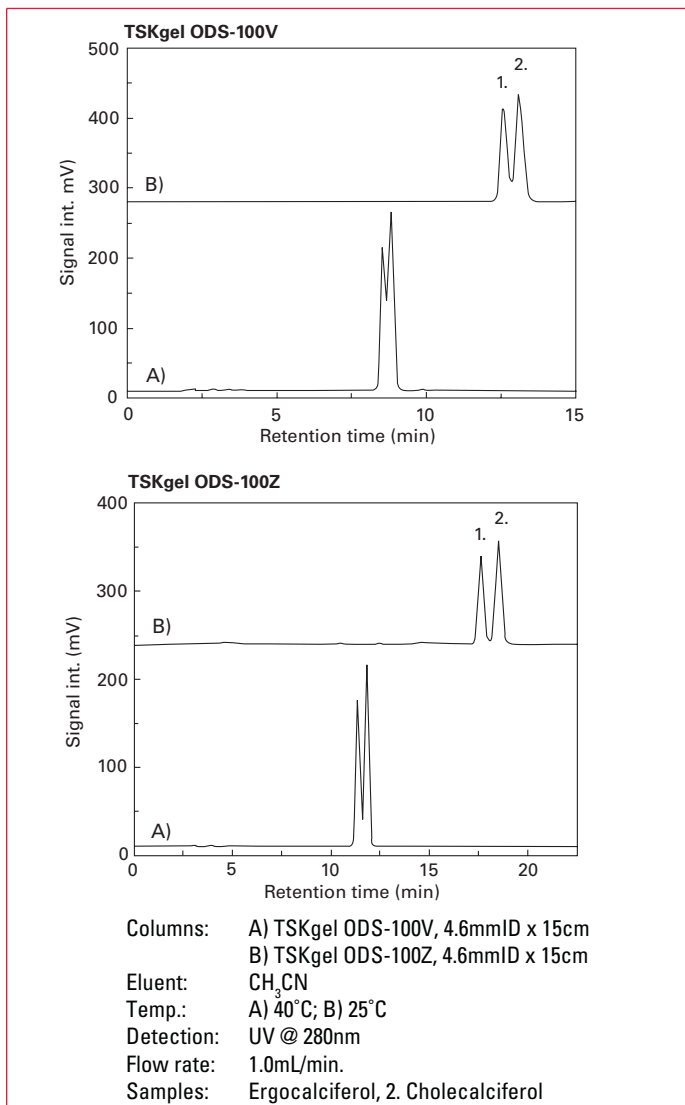 TSKgel ODS-100V
500
400
300
200
100
0
Signal int. mV)
1.
2.
B)
A)
0 5 10 15
Retention time (min)
TSKgel ODS-100Z
400
300
200
100
0
Signal int. (mV)
1.
2.
B)
A)
0 5 10 15 20
Retention time (min)
Columns: A) TSKgel ODS-100V, 4.6mmID x 15cm
B) TSKgel ODS-100Z, 4.6mmID x 15cm
Eluent: CH3CN
Temp.: A) 40˚C; B) 25˚C
Detection: UV @ 280nm
Flow rate: 1.0mL/min.
Samples: Ergocalciferol, 2. Cholecalciferol